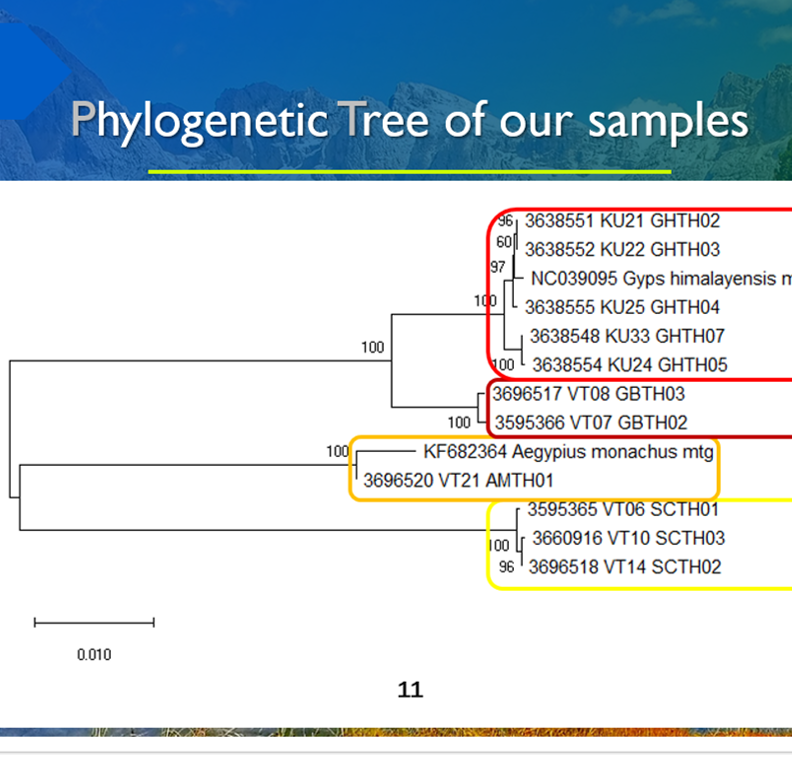 Phylogenetic Tree of our samples
96
3638551 KU21 GHTH02
60
3638552 KU22 GHTH03
97
NC039095 Gyps himalayensis m
100
3638555 KU25 GHTH04
3638548 KU33 GHTH07
100
3638554 KU24 GHTH05
100
3696517 VT08 GBTH03
100
3595366 VT07 GBTH02
100
KF682364 Aegypius monachus mtg
3696520 VT21 AMTH01
3595365 VT06 SCTH01
3660916 VT10 SCTH03
100
96
3696518 VT14 SCTH02
0.010
11